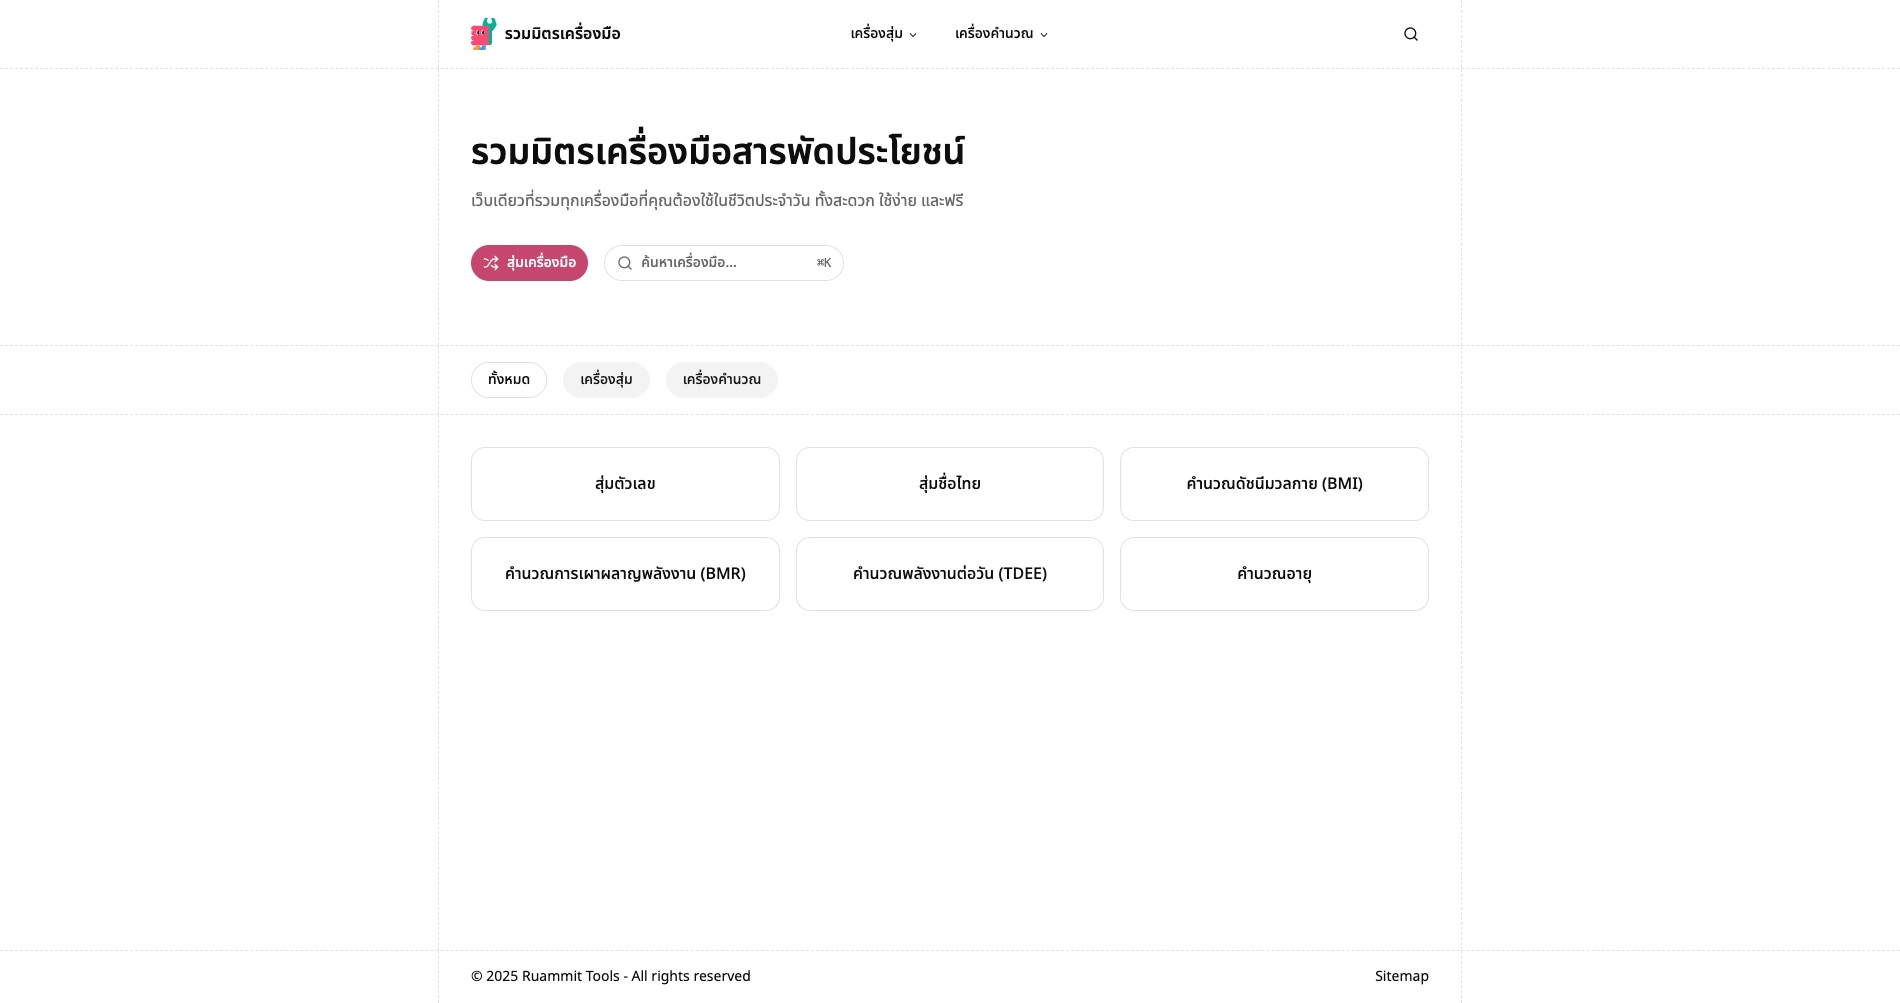 รวมมิตรเครื่องมือ
เครื่องสุ่ม
เครื่องคำนวณ
รวมมิตรเครื่องมือสารพัดประโยชน์
เว็บเดียวที่รวมทุกเครื่องมือที่คุณต้องใช้ในชีวิตประจำวัน ทั้งสะดวก ใช้ง่าย และฟรี
สุ่มเครื่องมือ
ค้นหาเครื่องมือ...
⌘K
ทั้งหมด
เครื่องสุ่ม
เครื่องคำนวณ
สุ่มตัวเลข
สุ่มชื่อไทย
คำนวณดัชนีมวลกาย (BMI)
คำนวณการเผาผลาญพลังงาน (BMR)
คำนวณพลังงานต่อวัน (TDEE)
คำนวณอายุ
© 2025 Ruammit Tools - All rights reserved
Sitemap